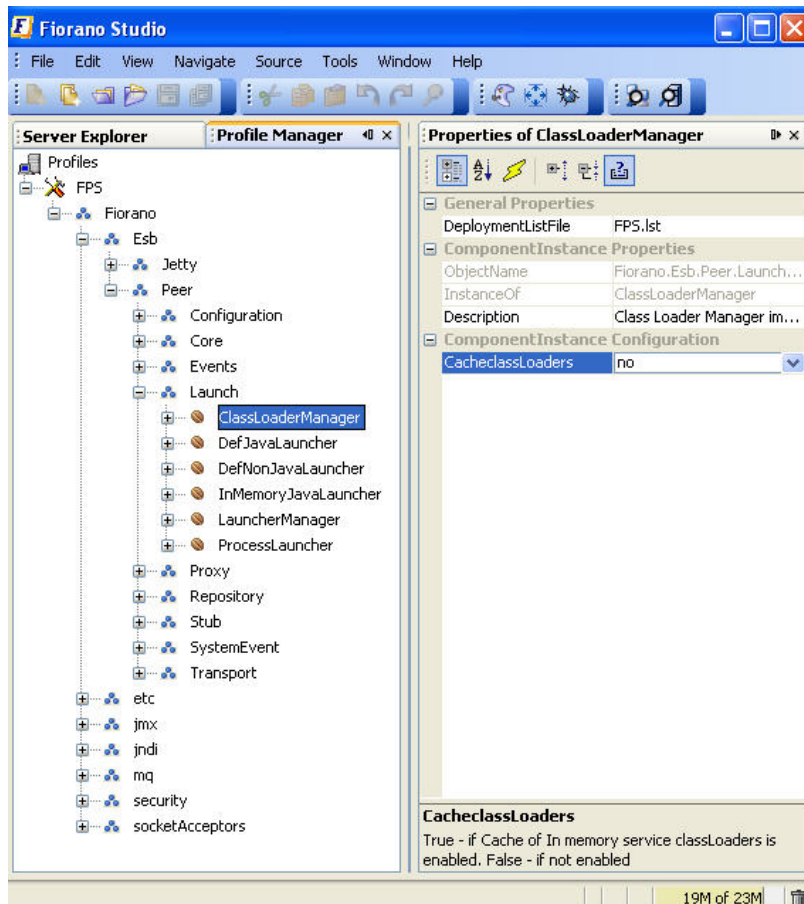 Fiorano Studio
File Edit View Navigate Source Tools Window Help
Server Explorer
Profile Manager
Profiles
FPS
Fiorano
Esb
Jetty
Peer
Configuration
Core
Events
Launch
ClassLoaderManager
DefJavaLauncher
DefNonJavaLauncher
InMemoryJavaLauncher
LauncherManager
ProcessLauncher
Proxy
Repository
Stub
SystemEvent
Transport
etc
jmx
jndi
mq
security
socketAcceptors
Properties of ClassLoaderManager
General Properties
DeploymentListFile FPS.lst
ComponentInstance Properties
ObjectName Fiorano.Esb.Peer.Launch...
InstanceOf ClassLoaderManager
Description Class Loader Manager im...
ComponentInstance Configuration
CacheclassLoaders no
CacheclassLoaders
True - if Cache of In memory service classLoaders is
enabled. False - if not enabled
19M of 23M